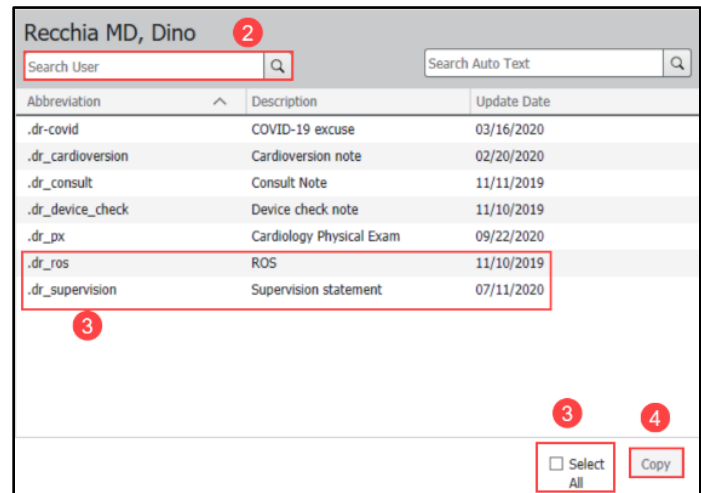 Recchia MD, Dino 2
Search User Search Auto Text
Abbreviation Description Update Date
.dr-covid COVID-19 excuse 03/16/2020
.dr_cardioversion Cardioversion note 02/20/2020
.dr_consult Consult Note 11/11/2019
.dr_device_check Device check note 11/10/2019
.dr_px Cardiology Physical Exam 09/22/2020
.dr_ros ROS 11/10/2019
.dr_supervision Supervision statement 07/11/2020
3
3 4
Select All Copy